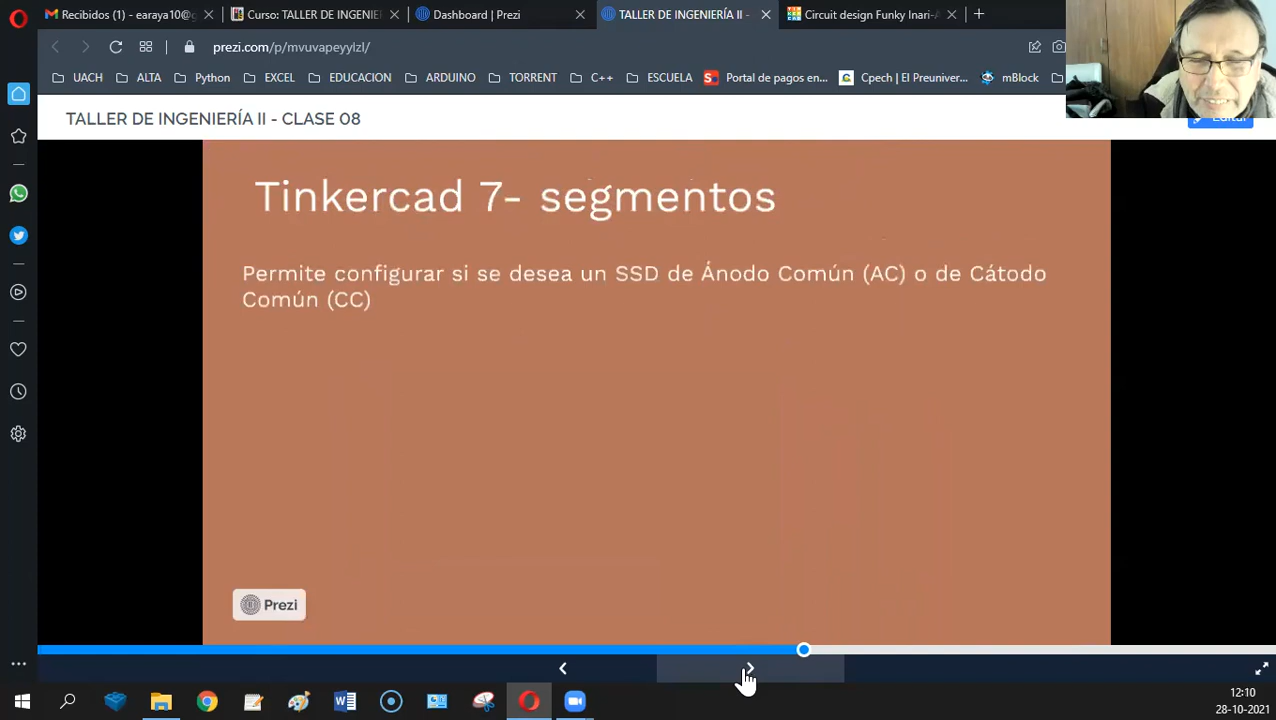 Recibidos (1) - earaya10@g
Curso: TALLER DE INGENIE
Dashboard | Prezi
TALLER DE INGENIERÍA II -
Circuit design Funky Inari-A
prezi.com/p/mvuvapeyylzl/
UACH
ALTA
Python
EXCEL
EDUCACION
ARDUINO
TORRENT
C++
ESCUELA
Portal de pagos en...
Cpech | El Preuniver...
mBlock
TALLER DE INGENIERÍA II - CLASE 08
Editar
Tinkercad 7- segmentos
Permite configurar si se desea un SSD de Ánodo Común (AC) o de Cátodo
Común (CC)
Prezi
12:10
28-10-2021